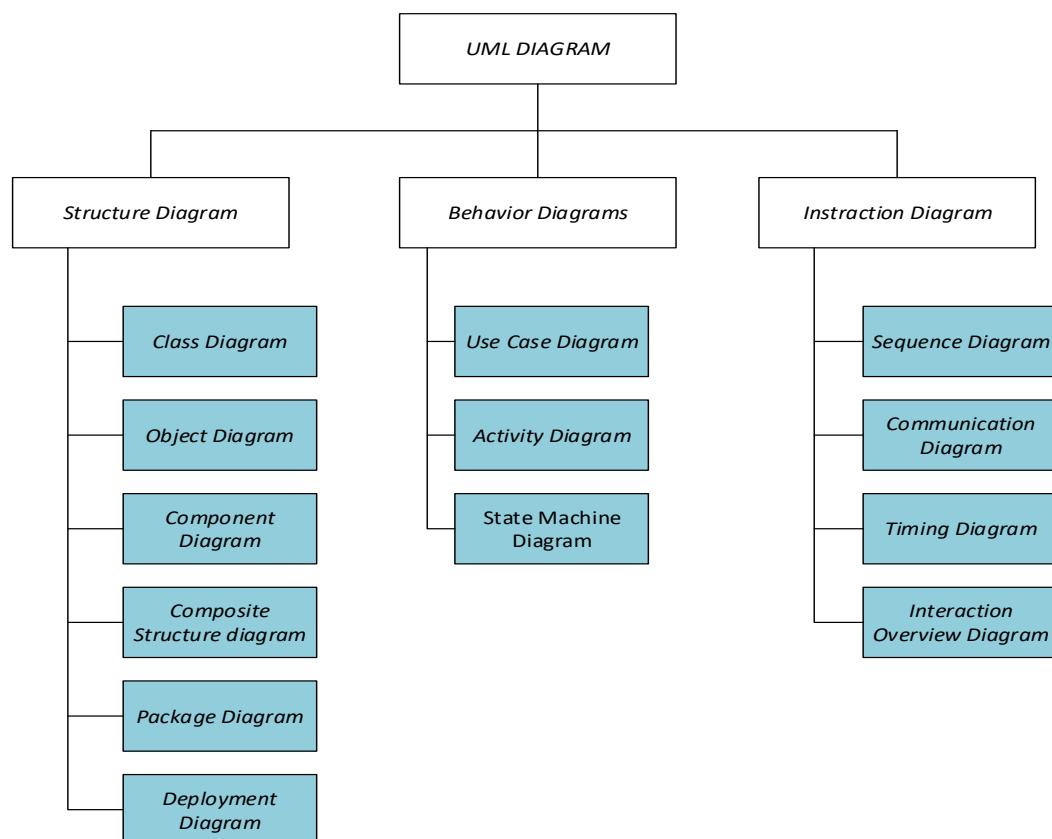 UML DIAGRAM
Structure Diagram
Behavior Diagrams
Instraction Diagram
Class Diagram
Object Diagram
Component
Diagram
Composite
Structure diagram
Package Diagram
Deployment
Diagram
Use Case Diagram
Activity Diagram
State Machine
Diagram
Sequence Diagram
Communication
Diagram
Timing Diagram
Interaction
Overview Diagram